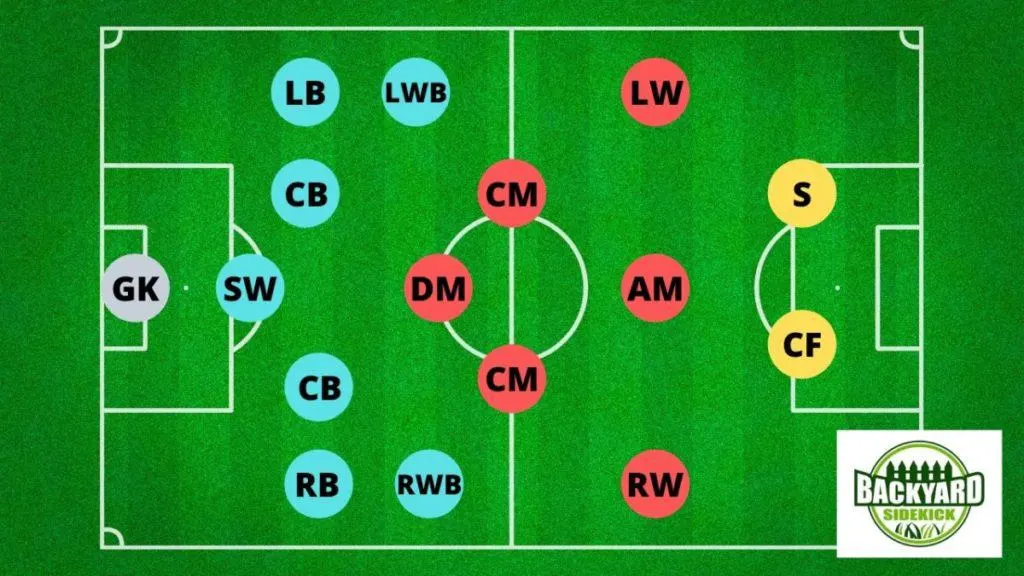 LB
LWB
LW
CB
CM
S
GK
SW
DM
AM
CF
CB
CM
RB
RWB
RW
BACKYARD
SIDEKICK